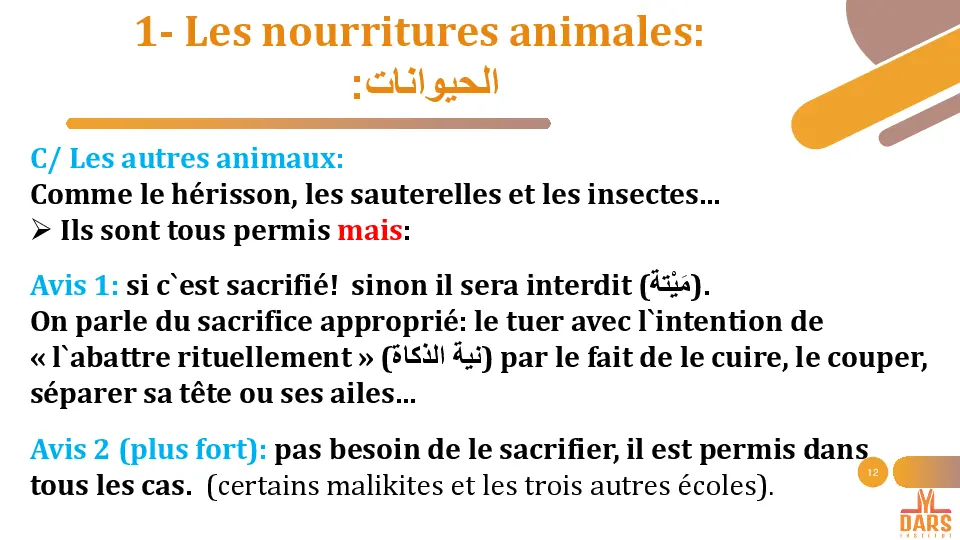 1- Les nourritures animales:
الحيوانات:
C/ Les autres animaux:
Comme le hérisson, les sauterelles et les insectes…
➢ Ils sont tous permis mais:
Avis 1: si c`est sacrifié! sinon il sera interdit (مَيْتة).
On parle du sacrifice approprié: le tuer avec l`intention de
« l`abattre rituellement » (نية الذكاة) par le fait de le cuire, le couper,
séparer sa tête ou ses ailes…
Avis 2 (plus fort): pas besoin de le sacrifier, il est permis dans
tous les cas. (certains malikites et les trois autres écoles).
12
DARS
INSTITUT